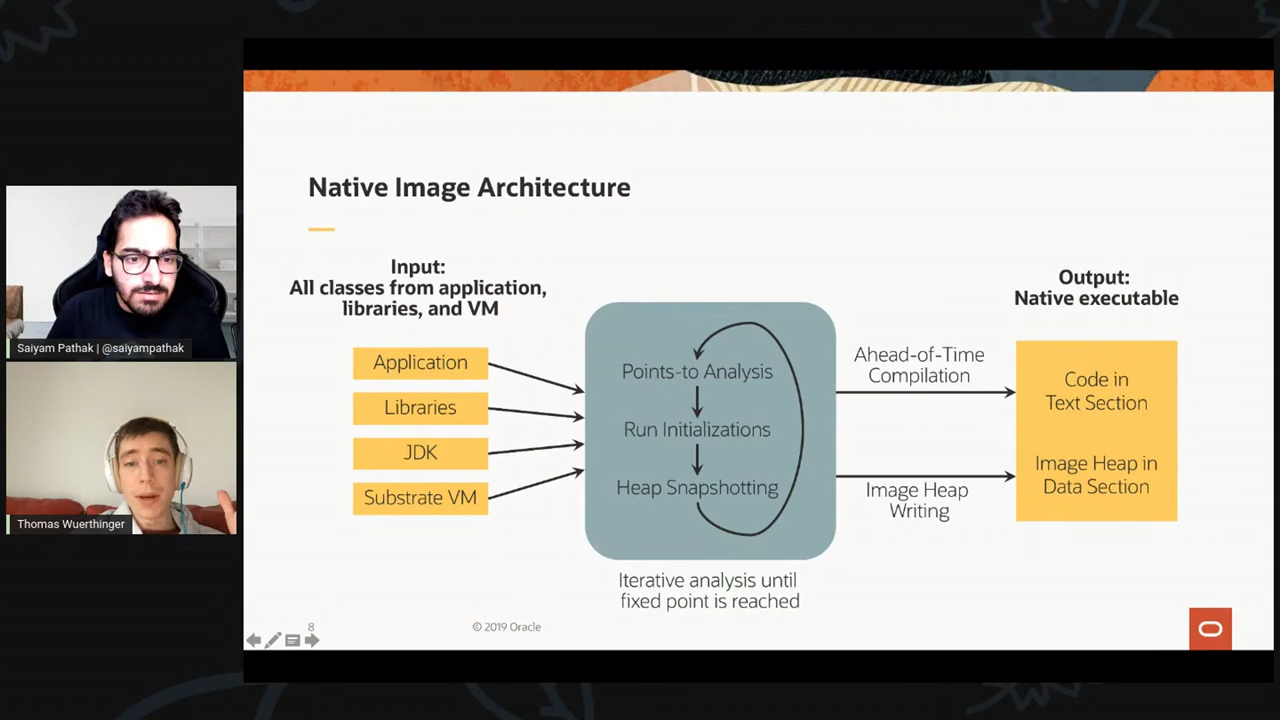 Native Image Architecture
Input:
All classes from application,
libraries, and VM
Application
Libraries
JDK
Substrate VM
Points-to Analysis
Run Initializations
Heap Snapshotting
Iterative analysis until
fixed point is reached
Ahead-of-Time
Compilation
Image Heap
Writing
Output:
Native executable
Code in
Text Section
Image Heap in
Data Section
8
© 2019 Oracle
Saiyam Pathak | @saiyampathak
Thomas Wuerthinger